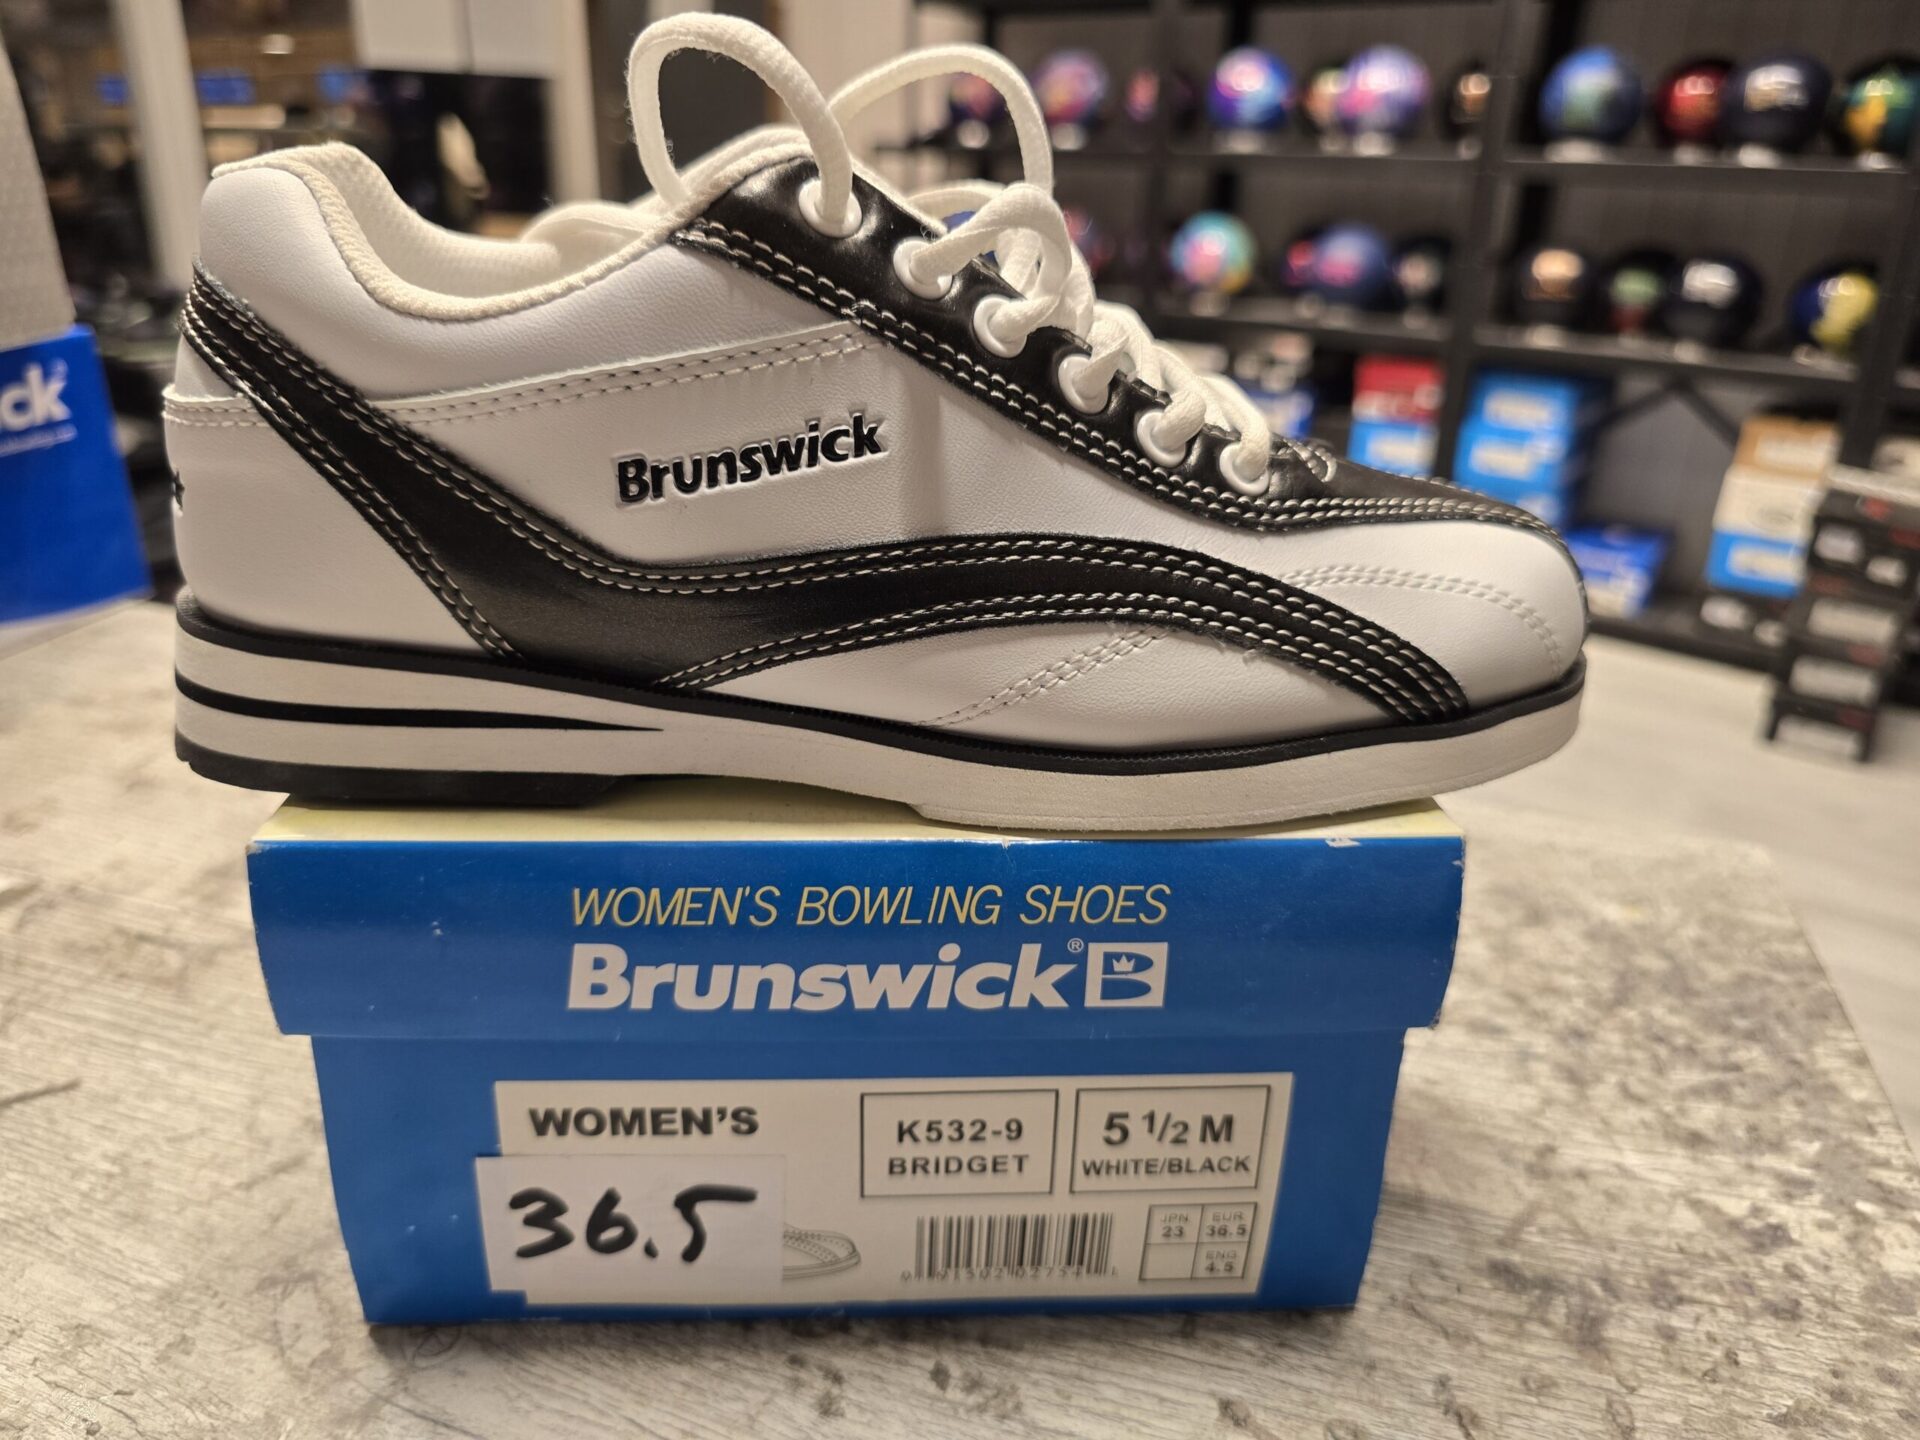 ck
Brunswick
WOMEN'S BOWLING SHOES
Brunswick® B
WOMEN'S
36.5
K532-9
BRIDGET
5 1/2 M
WHITE/BLACK
JPN
23
EUR
36.5
ENG
4.5